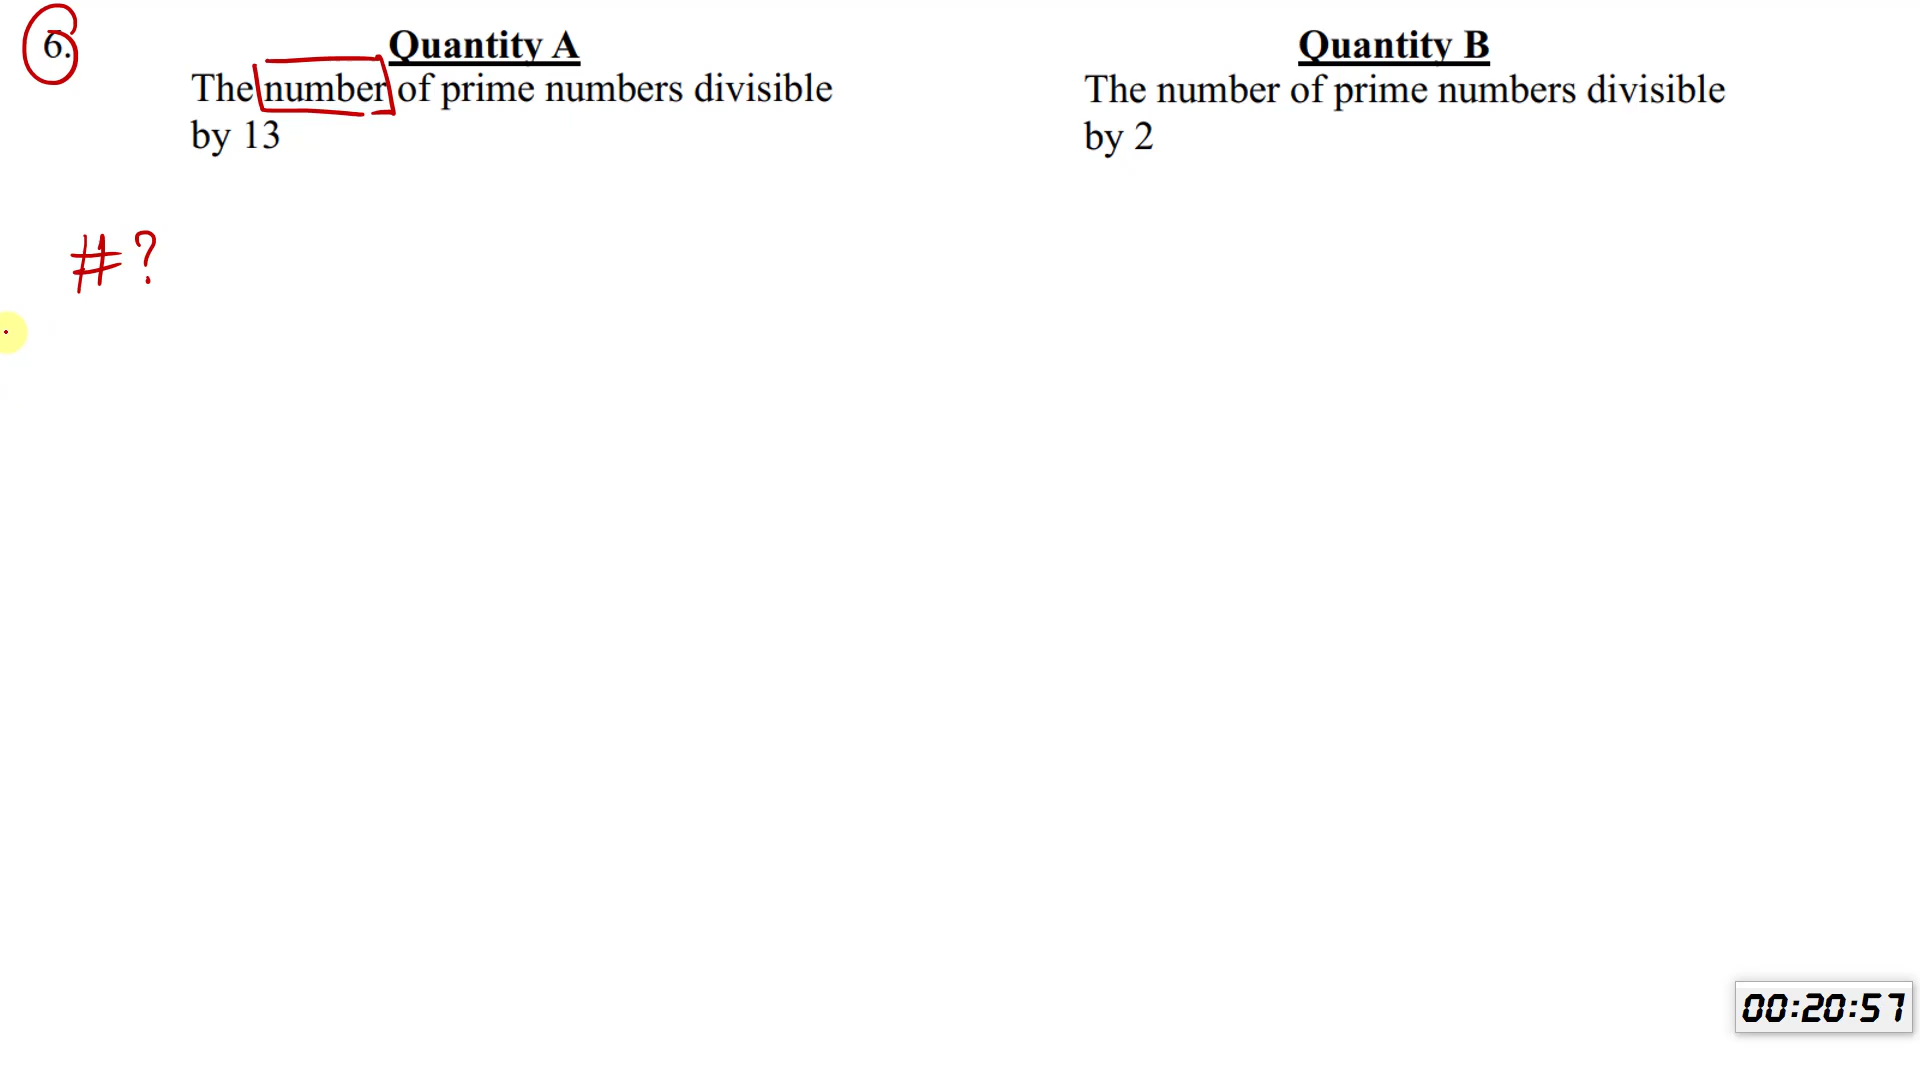 6.
Quantity A
The number of prime numbers divisible
by 13
Quantity B
The number of prime numbers divisible
by 2
#?
00:20:57